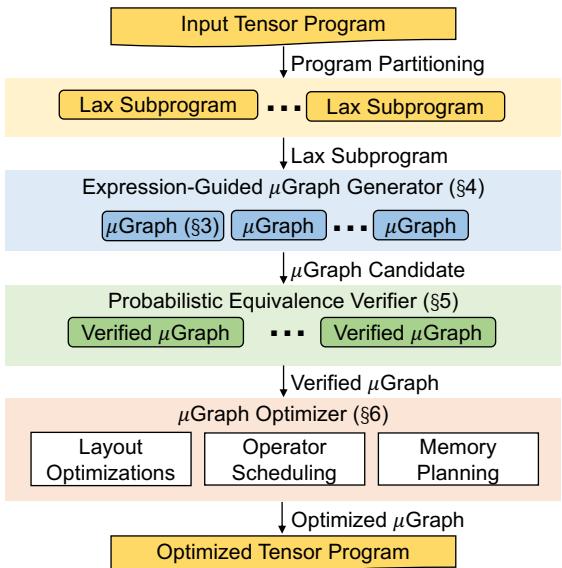 Input Tensor Program
Program Partitioning
Lax Subprogram ... Lax Subprogram
Lax Subprogram
Expression-Guided μGraph Generator (§4)
μGraph (§3) μGraph ... μGraph
μGraph Candidate
Probabilistic Equivalence Verifier (§5)
Verified μGraph ... Verified μGraph
Verified μGraph
μGraph Optimizer (§6)
Layout Optimizations
Operator Scheduling
Memory Planning
Optimized μGraph
Optimized Tensor Program